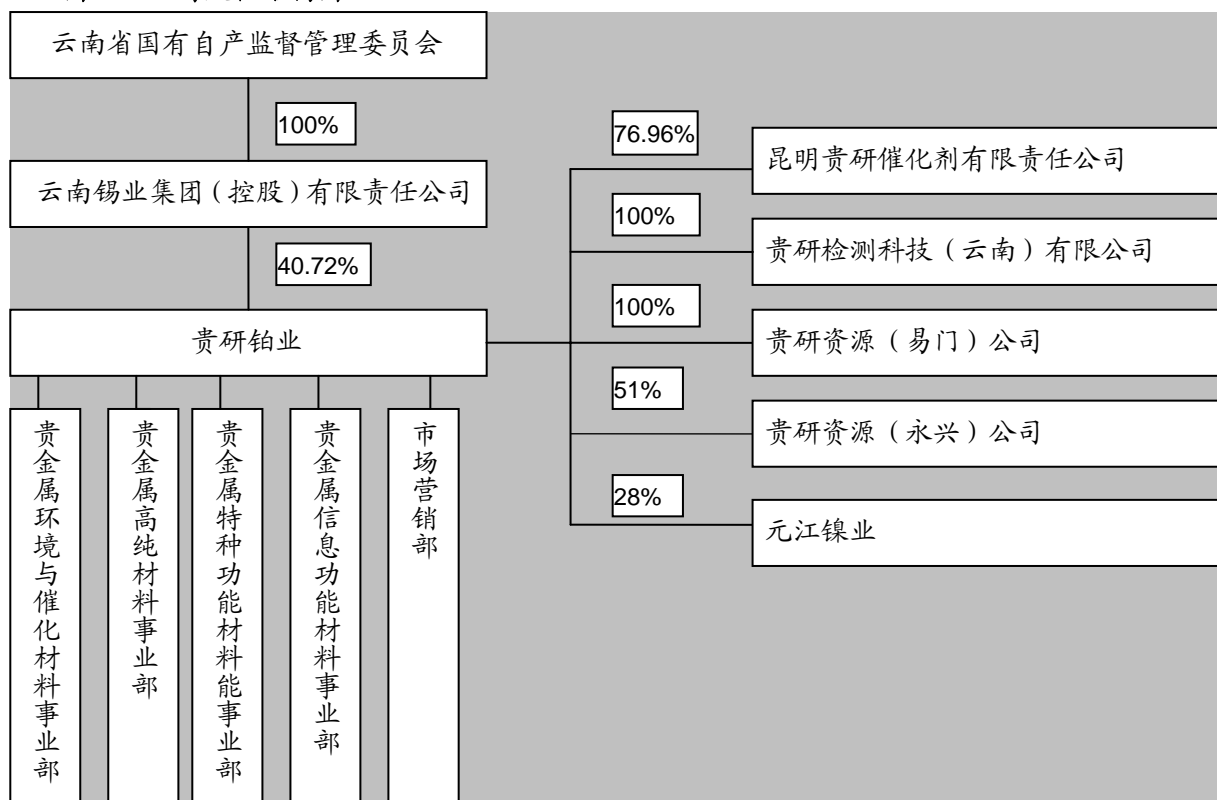 云南省国有自产监督管理委员会
100%
云南锡业集团（控股）有限责任公司
40.72%
贵研铂业
贵金属环境与催化材料事业部
贵金属高纯材料事业部
贵金属特种功能材料能事业部
贵金属信息功能材料事业部
市场营销部
76.96%
昆明贵研催化剂有限责任公司
100%
贵研检测科技（云南）有限公司
100%
贵研资源（易门）公司
51%
贵研资源（永兴）公司
28%
元江镍业